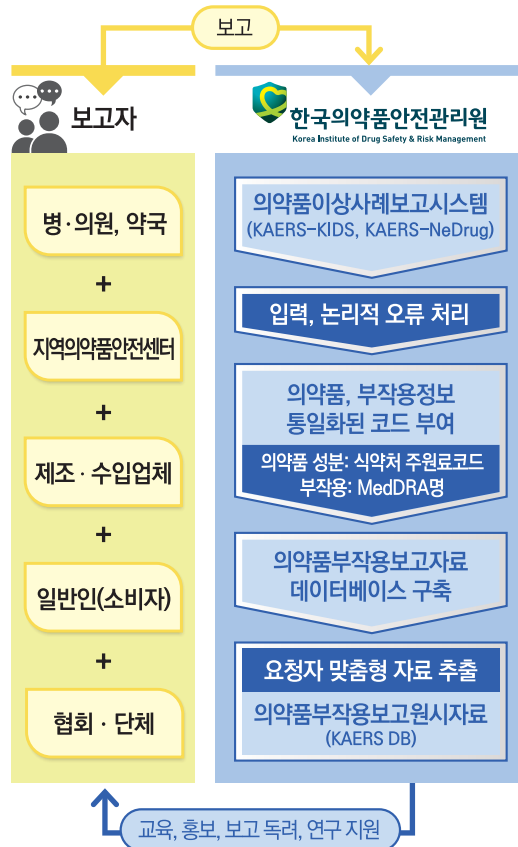 보고
보고자
병·의원, 약국
+
지역의약품안전센터
+
제조·수입업체
+
일반인(소비자)
+
협회·단체
한국의약품안전관리원
Korea Institute of Drug Safety & Risk Management
의약품이상사례보고시스템
(KAERS-KIDS, KAERS-NeDrug)
입력, 논리적 오류 처리
의약품, 부작용정보
통일화된 코드 부여
의약품 성분: 식약처 주원료코드
부작용: MedDRA명
의약품부작용보고자료
데이터베이스 구축
요청자 맞춤형 자료 추출
의약품부작용보고원시자료
(KAERS DB)
교육, 홍보, 보고 독려, 연구 지원